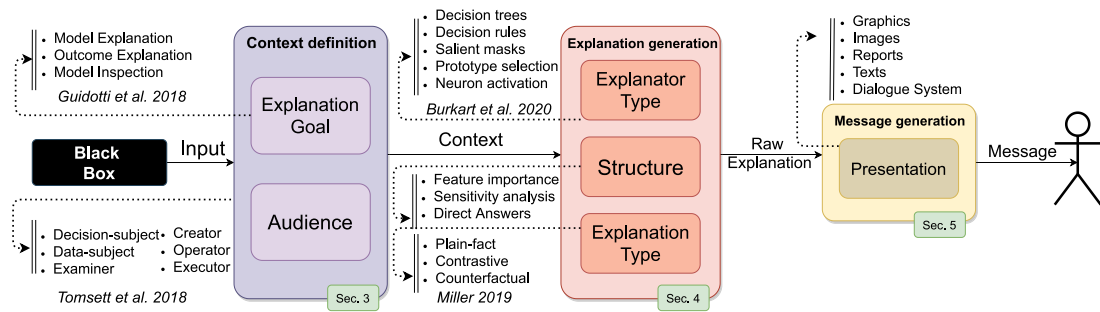 • Model Explanation
• Outcome Explanation
• Model Inspection
Guidotti et al. 2018
Black
Box
Input
• Decision-subject
• Data-subject
• Examiner
• Creator
• Operator
• Executor
Tomsett et al. 2018
Context definition
Explanation
Goal
Audience
Sec. 3
• Decision trees
• Decision rules
• Salient masks
• Prototype selection
• Neuron activation
Burkart et al. 2020
Context
• Feature importance
• Sensitivity analysis
• Direct Answers
• Plain-fact
• Contrastive
• Counterfactual
Miller 2019
Explanation generation
Explanator
Type
Structure
Explanation
Type
Sec. 4
Raw
Explanation
• Graphics
• Images
• Reports
• Texts
• Dialogue System
Message generation
Presentation
Sec. 5
Message